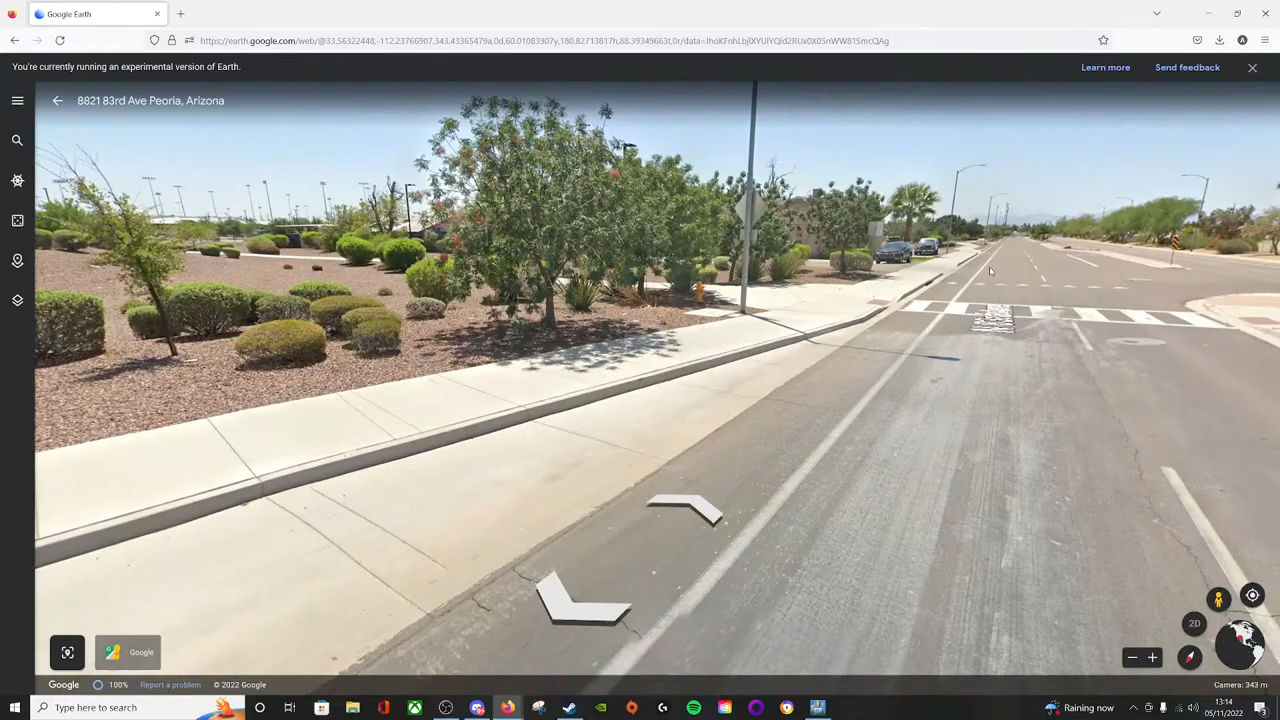 Google Earth
https://earth.google.com/web/@33.56322448,-112.23766907,343.43365479a,0d,60.01083907y,180.82713817h,88.39349663t,0r/data=
You're currently running an experimental version of Earth.
Learn more
Send feedback
8821 83rd Ave Peoria, Arizona
2D
Google
Google
100%
Report a problem
© 2022 Google
Camera: 343 m
Type here to search
Raining now
13:14
05/11/2022